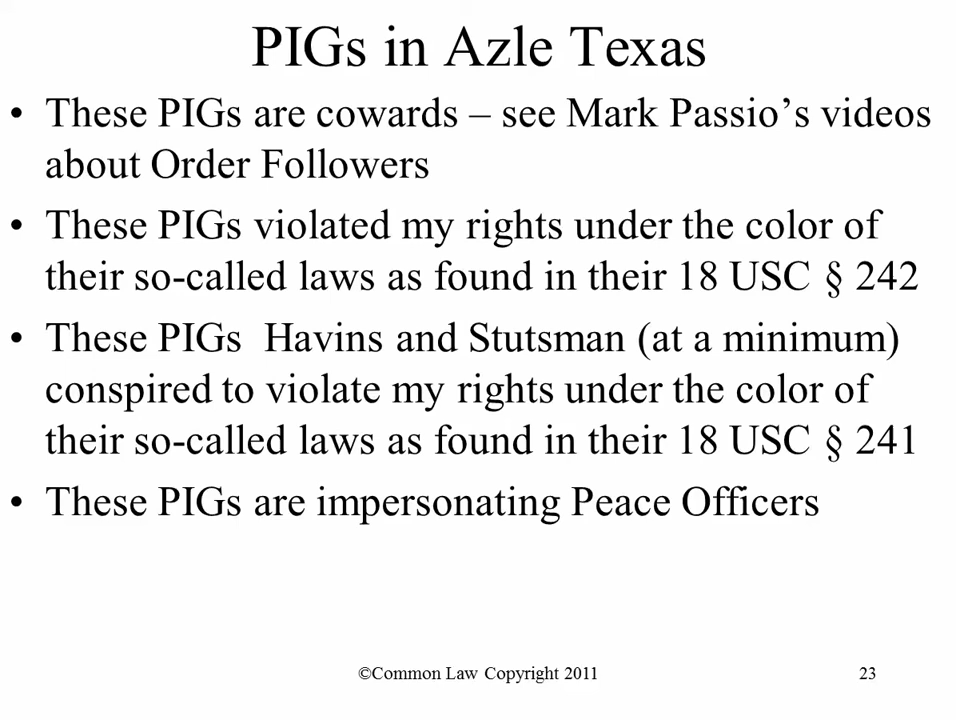 PIGs in Azle Texas
• These PIGs are cowards – see Mark Passio’s videos
about Order Followers
• These PIGs violated my rights under the color of
their so-called laws as found in their 18 USC § 242
• These PIGs  Havins and Stutsman (at a minimum)
conspired to violate my rights under the color of
their so-called laws as found in their 18 USC § 241
• These PIGs are impersonating Peace Officers
©Common Law Copyright 2011
23